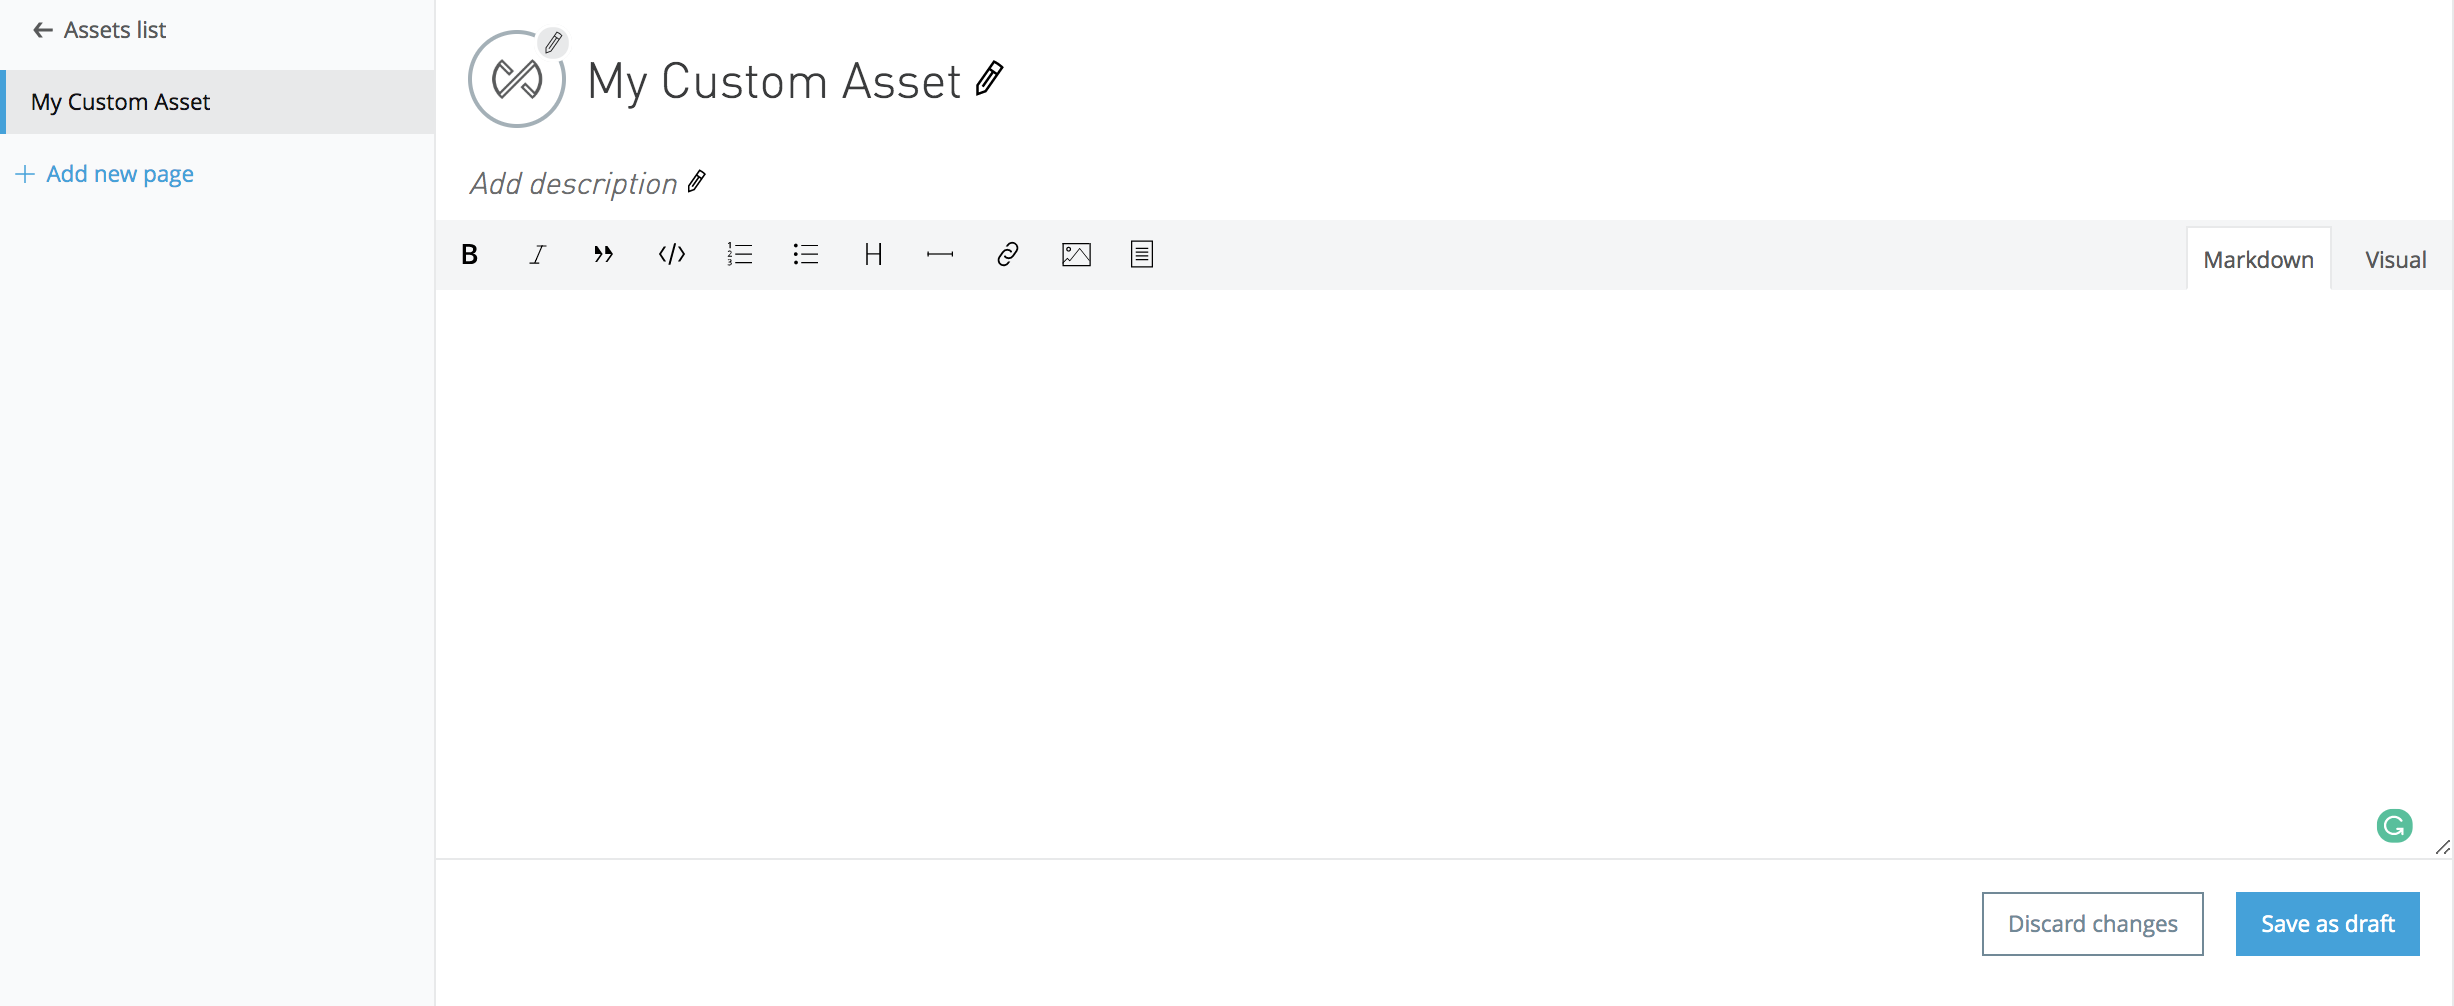 Assets list
My Custom Asset
Add new page
My Custom Asset
Add description
B I H
Markdown Visual
Discard changes Save as draft